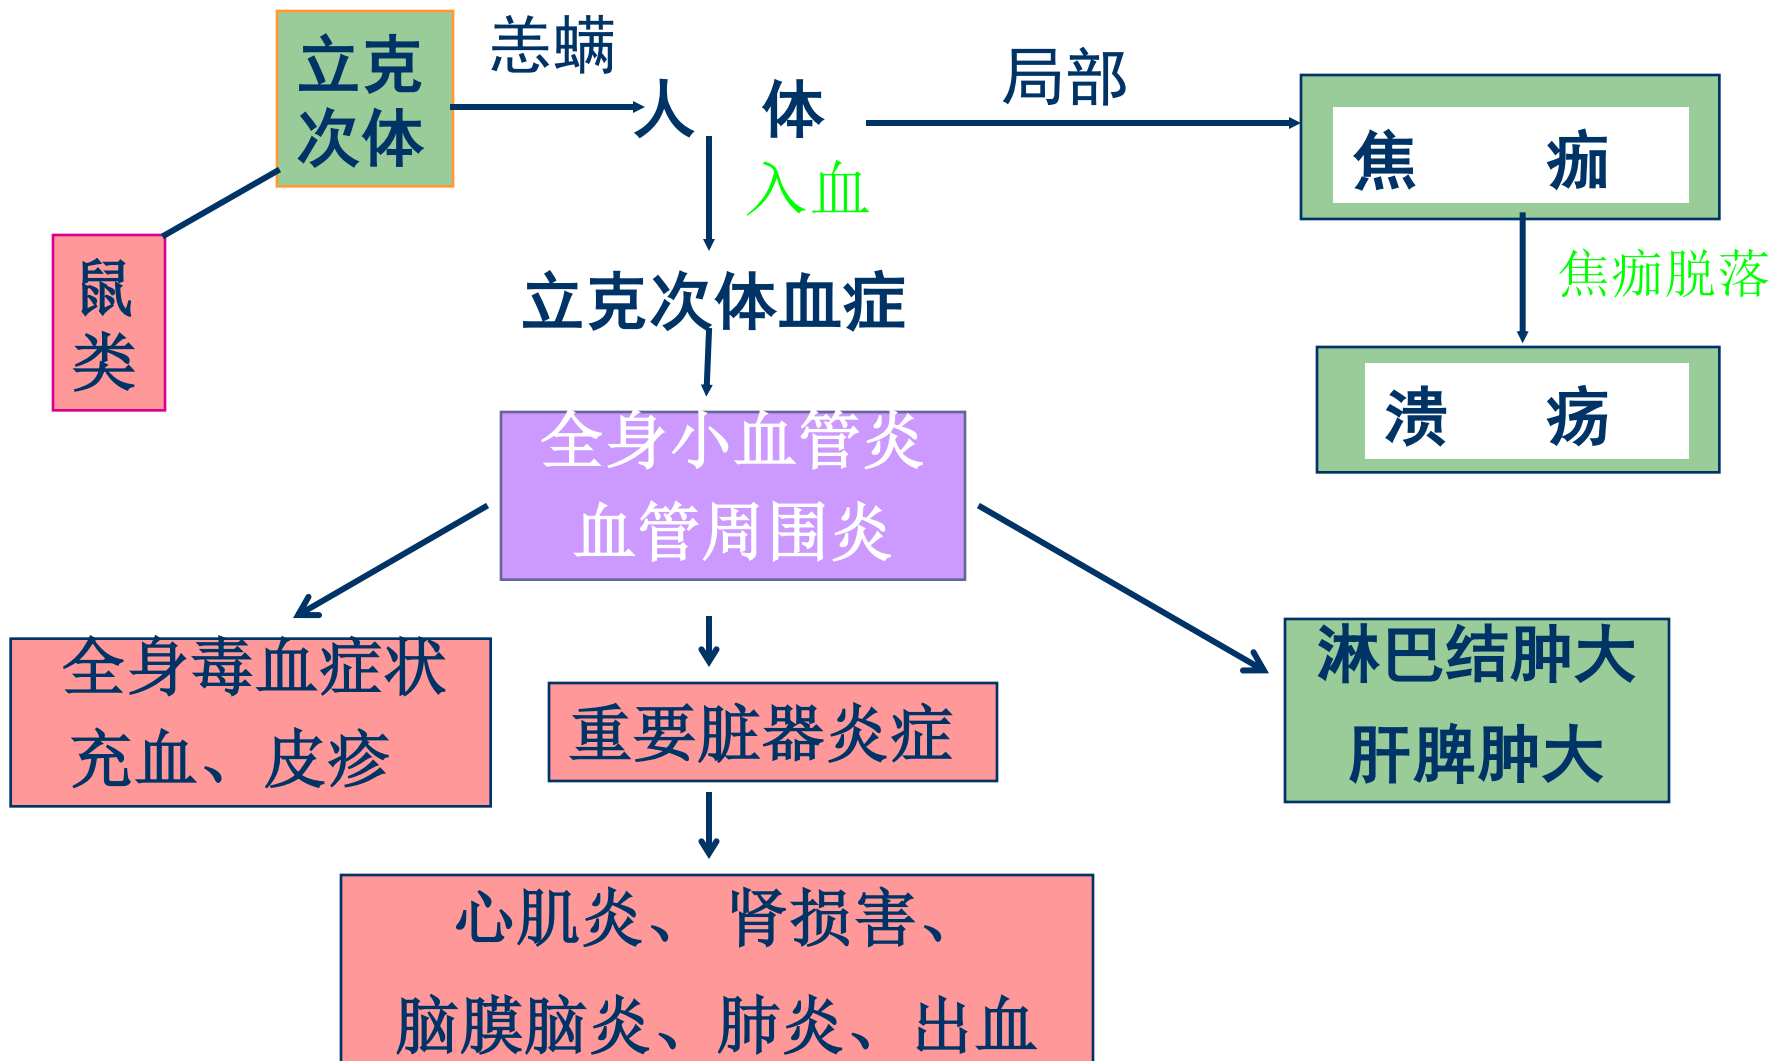 立克
次体
恙螨
人 体
局部
焦 痂
入血
鼠
类
焦痂脱落
立克次体血症
溃 疡
全身小血管炎
血管周围炎
全身毒血症状
充血、皮疹
重要脏器炎症
淋巴结肿大
肝脾肿大
心肌炎、 肾损害、
脑膜脑炎、肺炎、出血